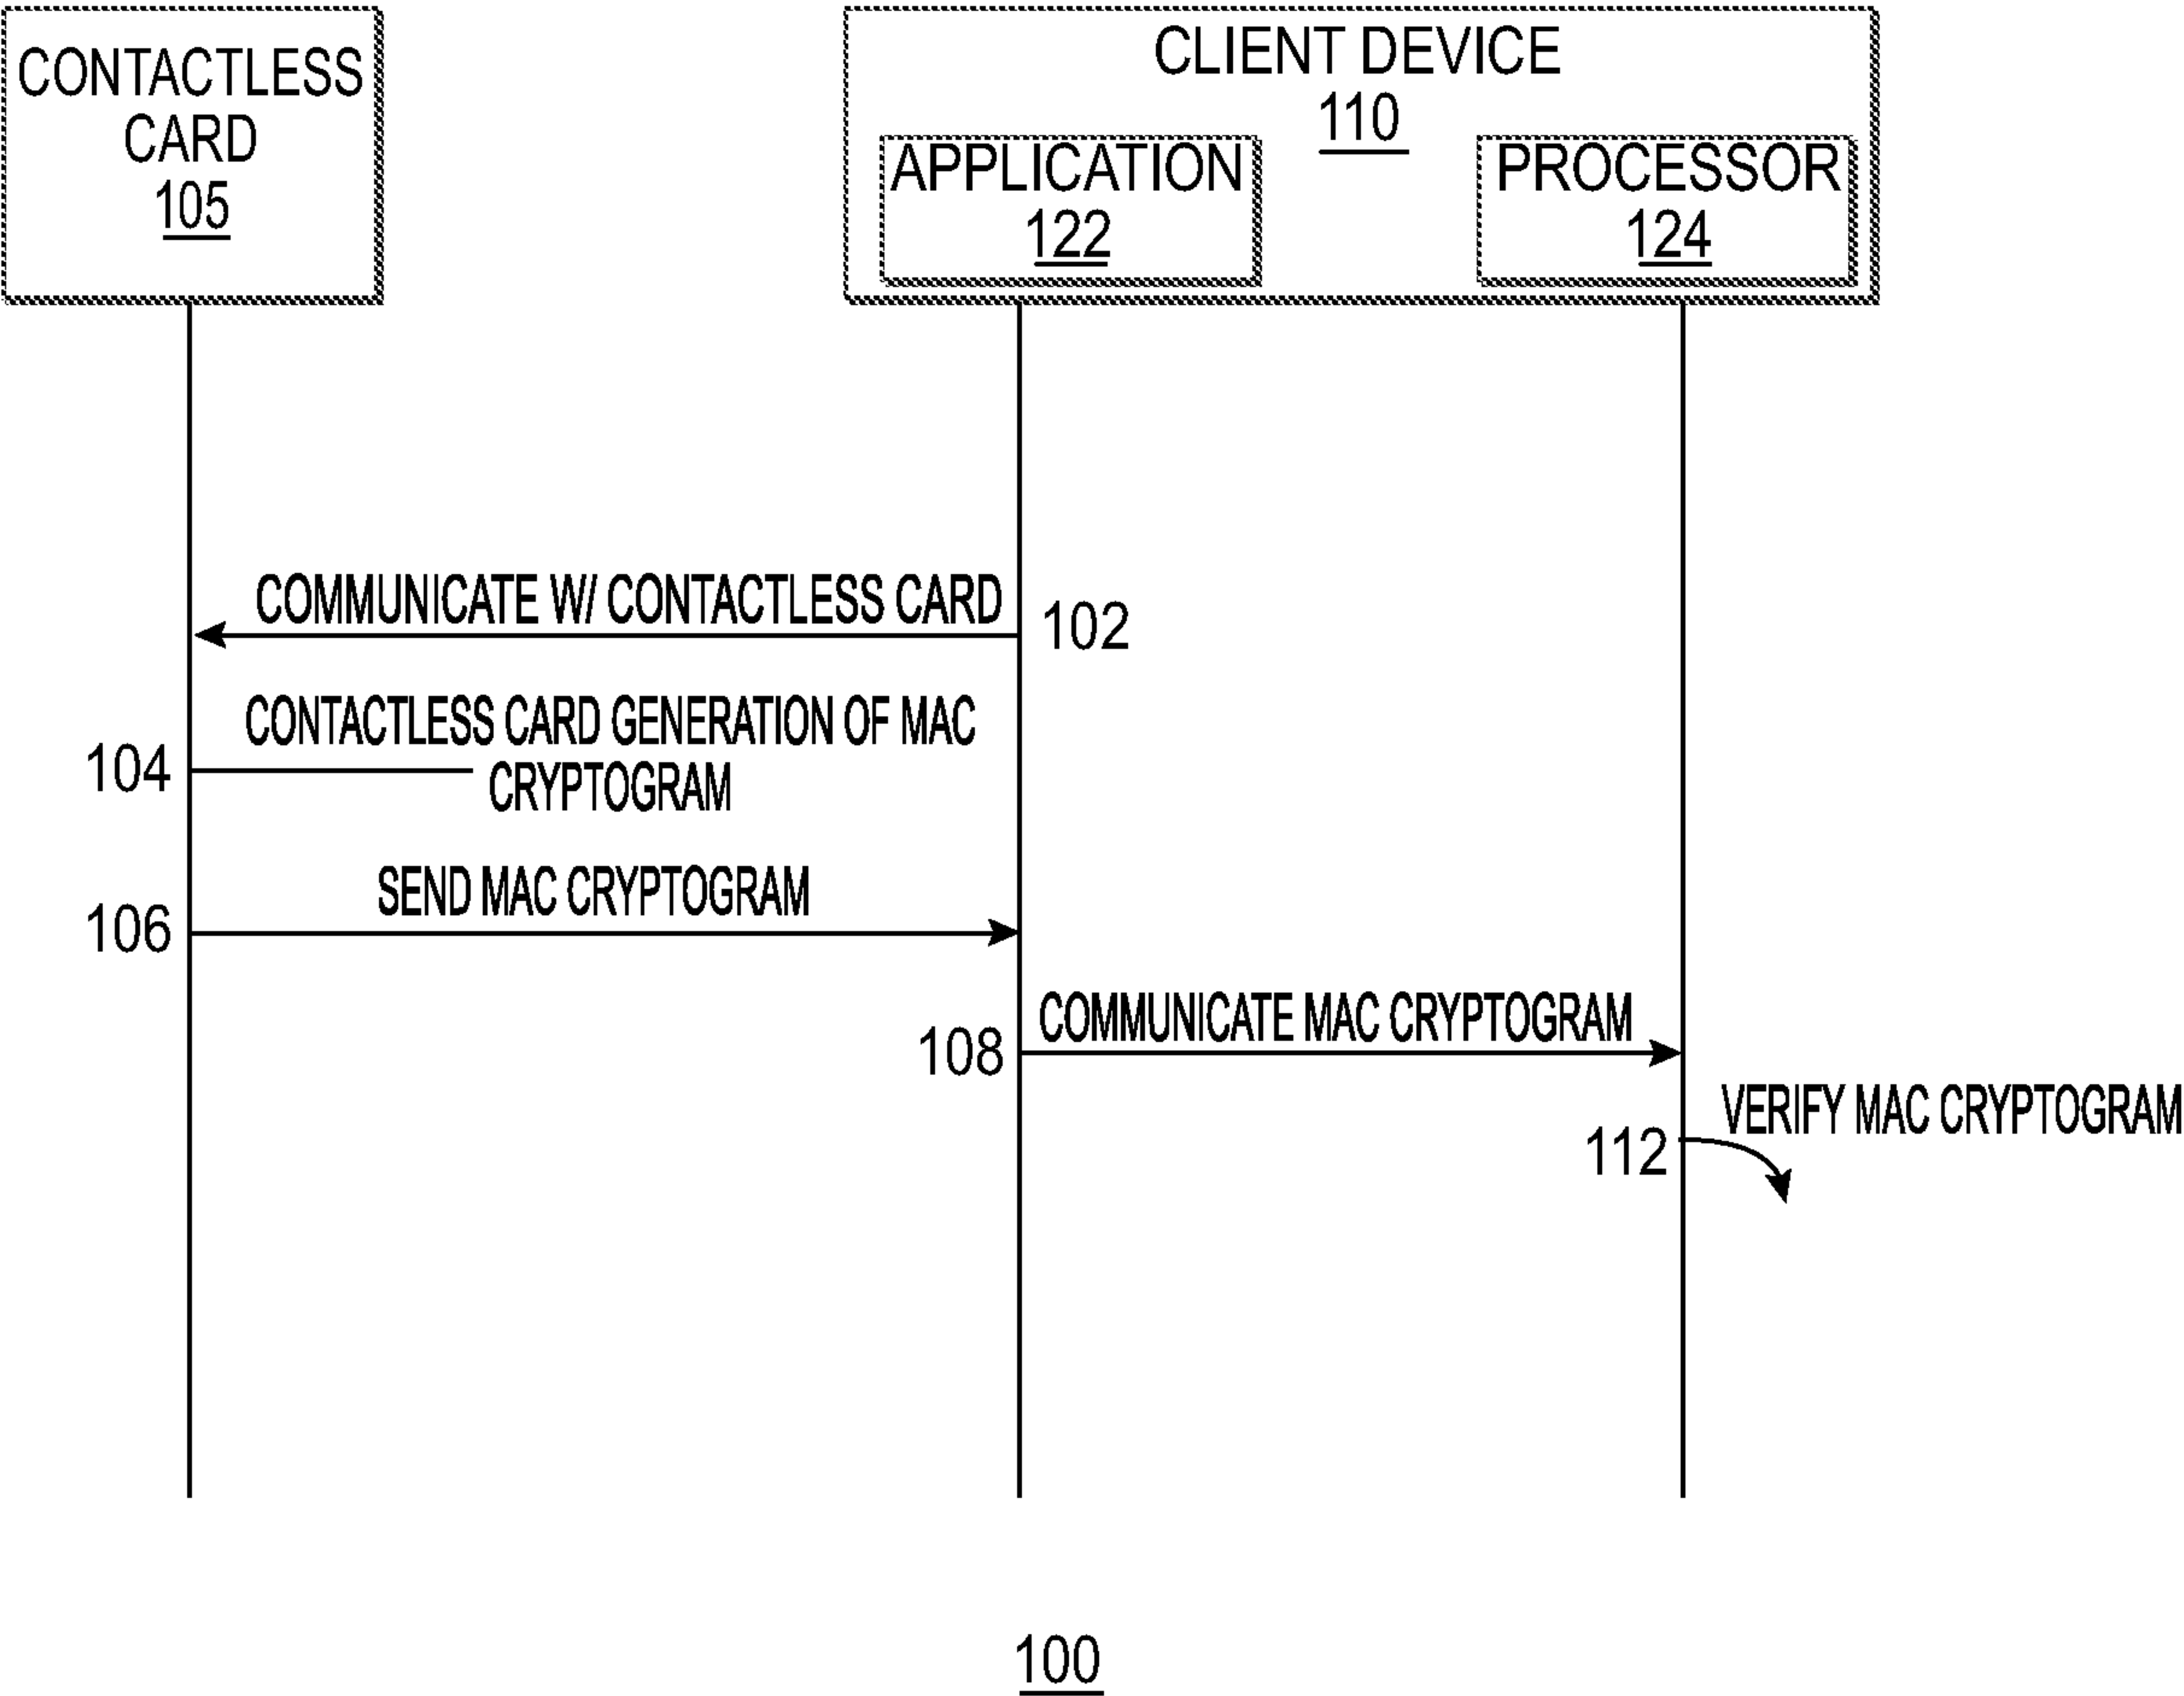 CONTACTLESS
CARD
105
CLIENT DEVICE
110
APPLICATION
122
PROCESSOR
124
COMMUNICATE W/ CONTACTLESS CARD
102
CONTACTLESS CARD GENERATION OF MAC
CRYPTOGRAM
104
SEND MAC CRYPTOGRAM
106
COMMUNICATE MAC CRYPTOGRAM
108
VERIFY MAC CRYPTOGRAM
112
100